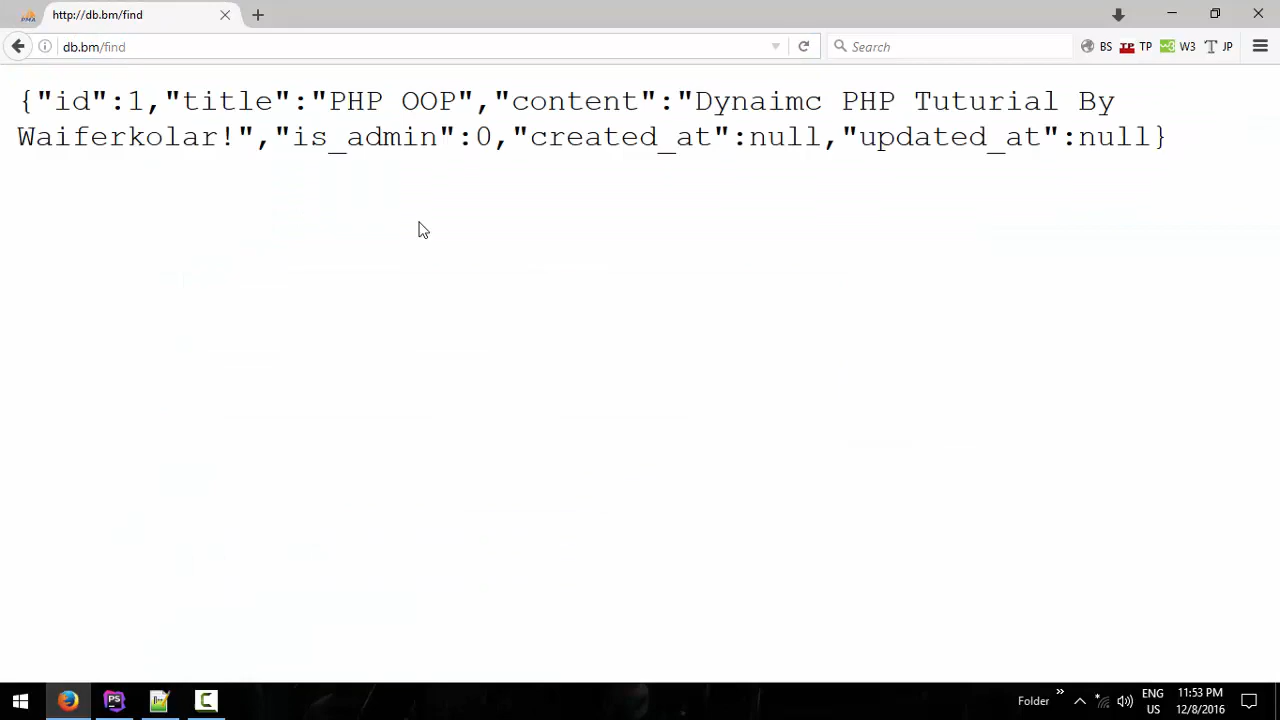 http://db.bm/find
db.bm/find
Search
BS
TP
W3
JP
{"id":1,"title":"PHP OOP","content":"Dynaimc PHP Tuturial By
Waiferkolar!","is_admin":0,"created_at":null,"updated_at":null}
Folder
ENG
US
11:53 PM
12/8/2016